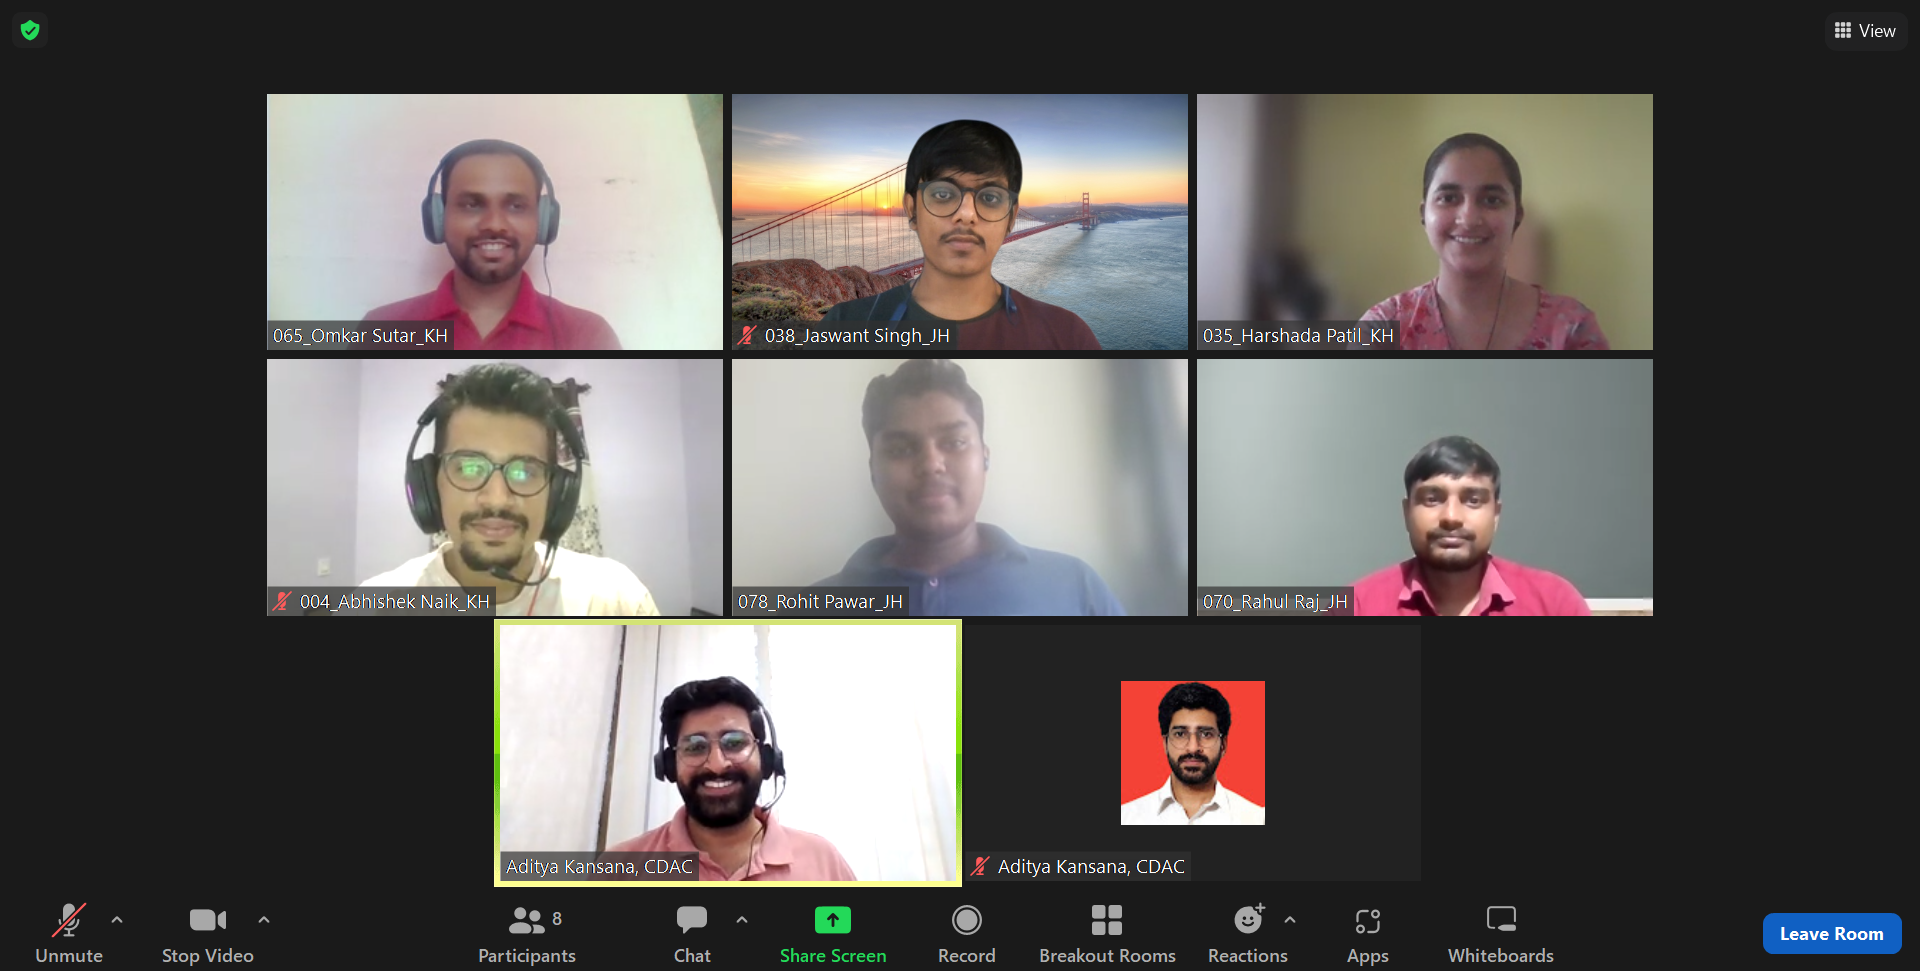 View
065_Omkar Sutar_KH
038_Jaswant Singh_JH
035_Harshada Patil_KH
004_Abhishek Naik_KH
078_Rohit Pawar_JH
070_Rahul Raj_JH
Aditya Kansana, CDAC
Aditya Kansana, CDAC
8
Unmute
Stop Video
Participants
Chat
Share Screen
Record
Breakout Rooms
Reactions
Apps
Whiteboards
Leave Room